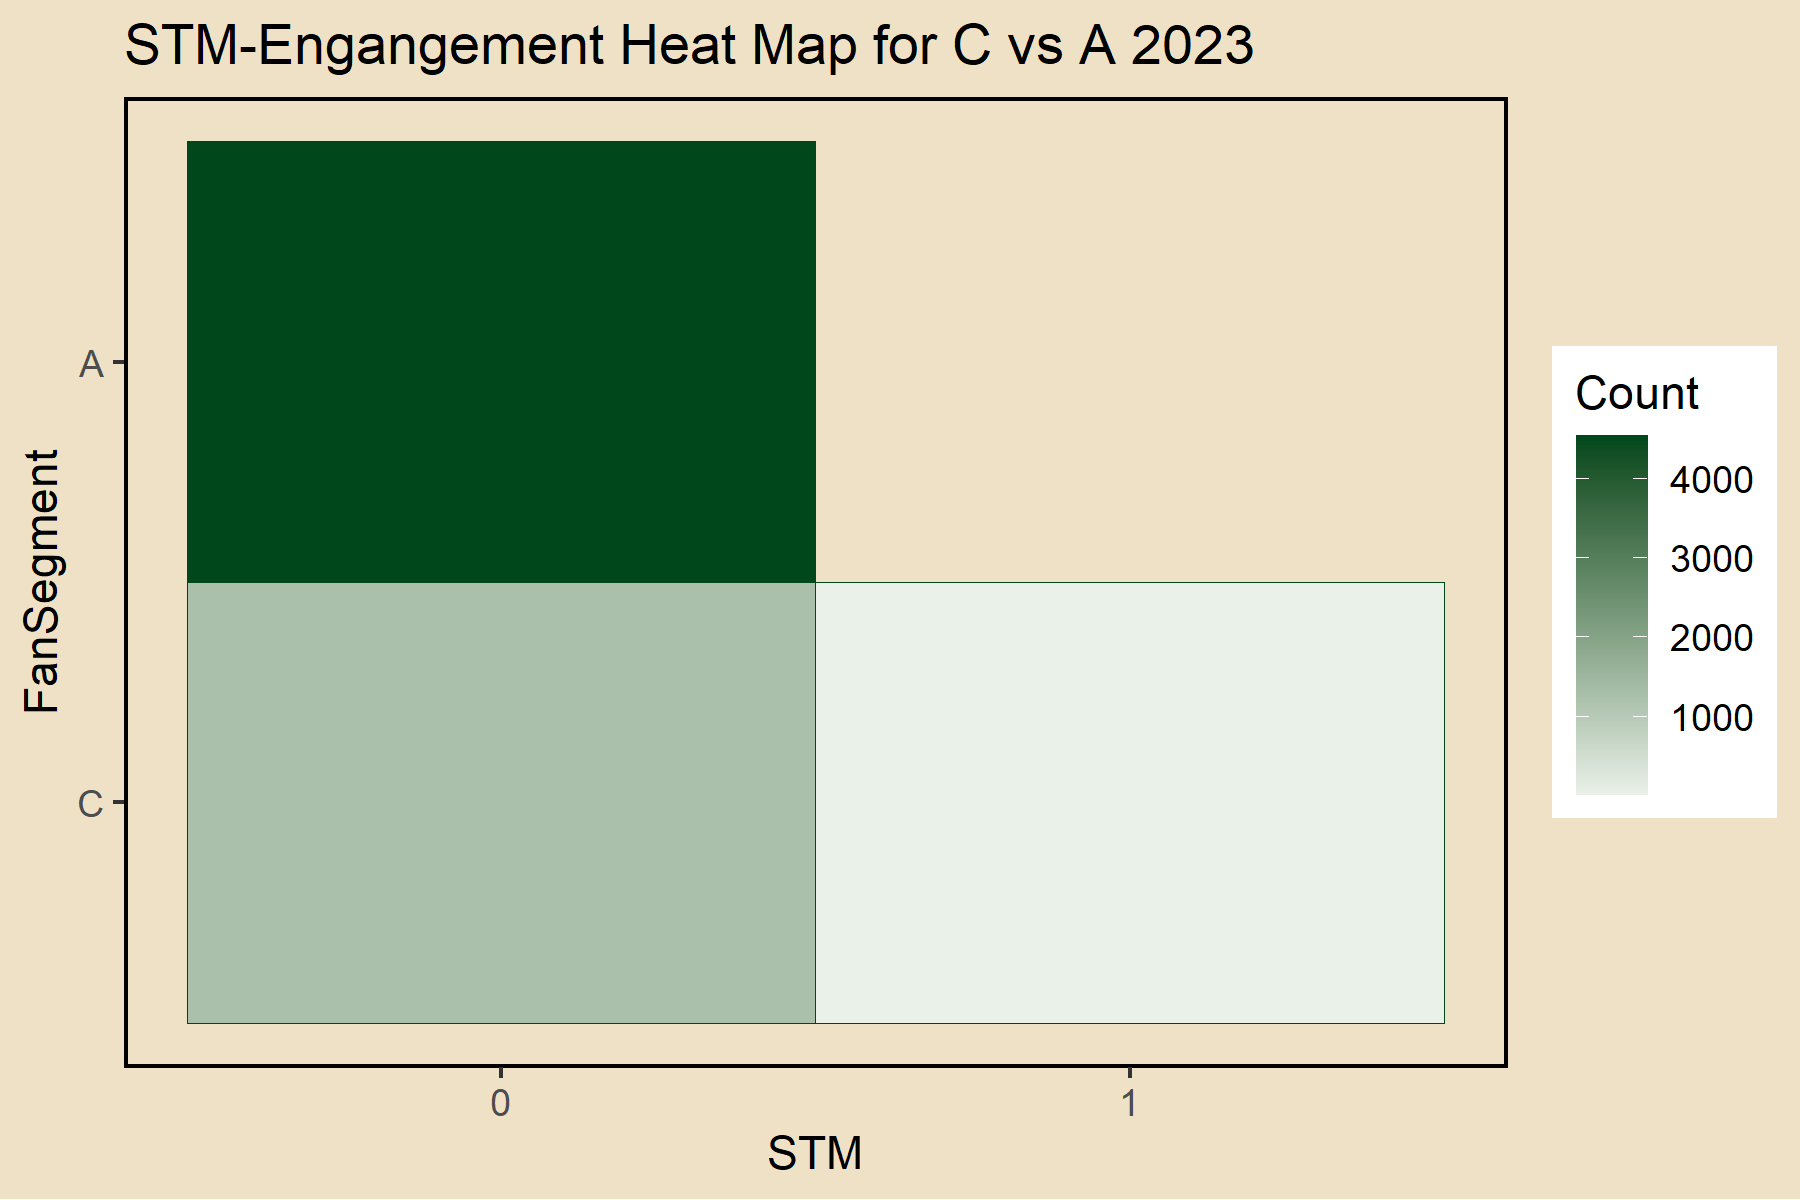 STM-Engangement Heat Map for C vs A 2023
A
C
FanSegment
0
1
STM
Count
4000
3000
2000
1000